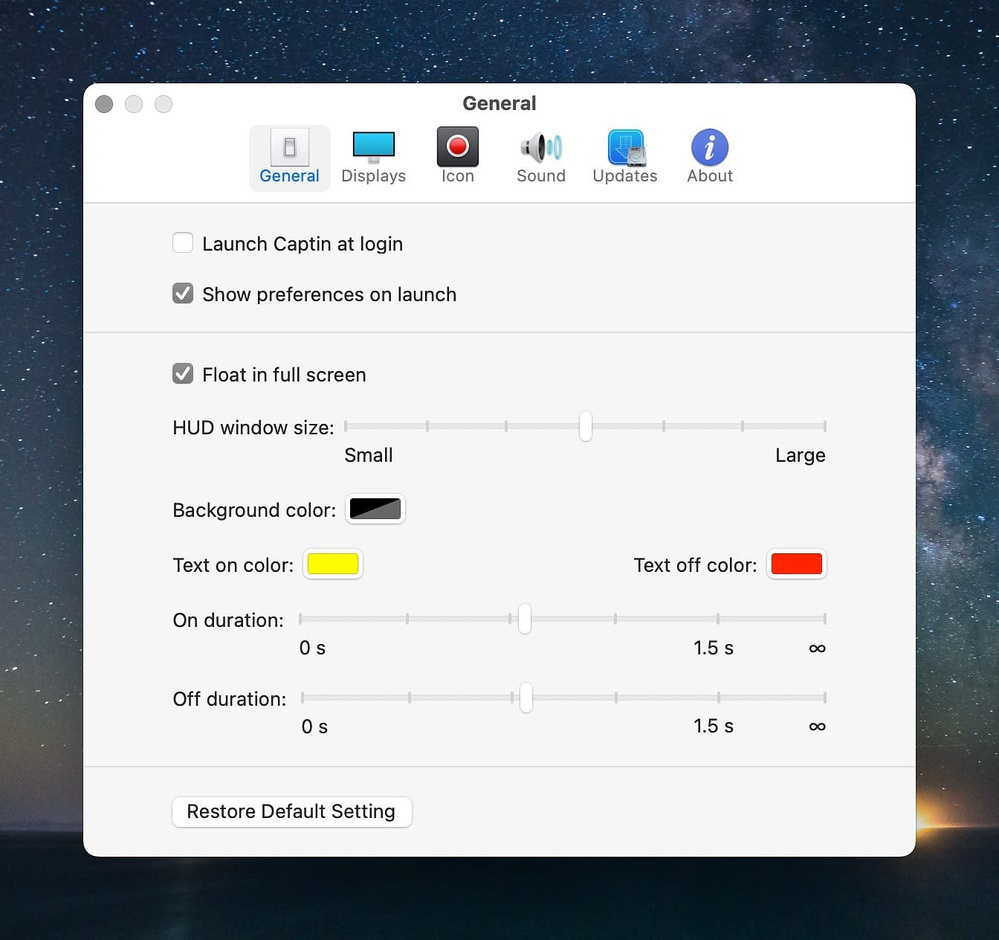 General
General Displays Icon Sound Updates About
Launch Captin at login
Show preferences on launch
Float in full screen
HUD window size:
Small Large
Background color:
Text on color: Text off color:
On duration:
0 s 1.5 s ∞
Off duration:
0 s 1.5 s ∞
Restore Default Setting